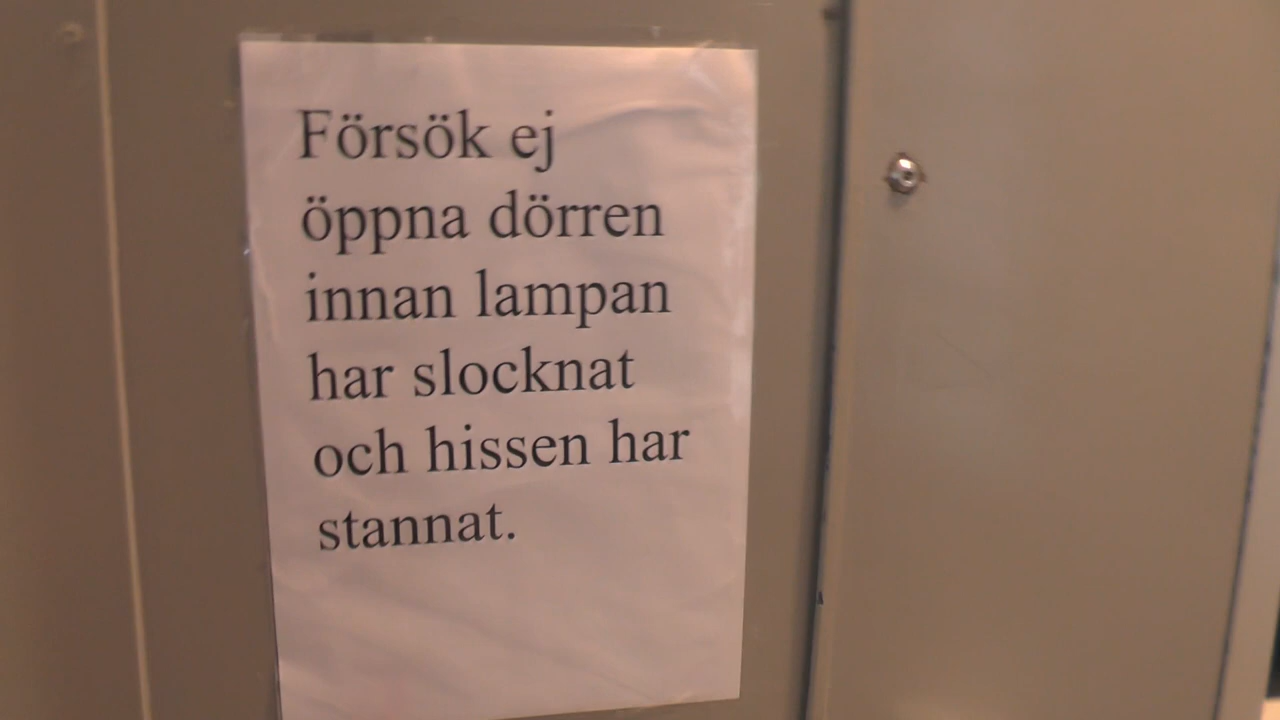 Försök ej
öppna dörren
innan lampan
har slocknat
och hissen har
stannat.